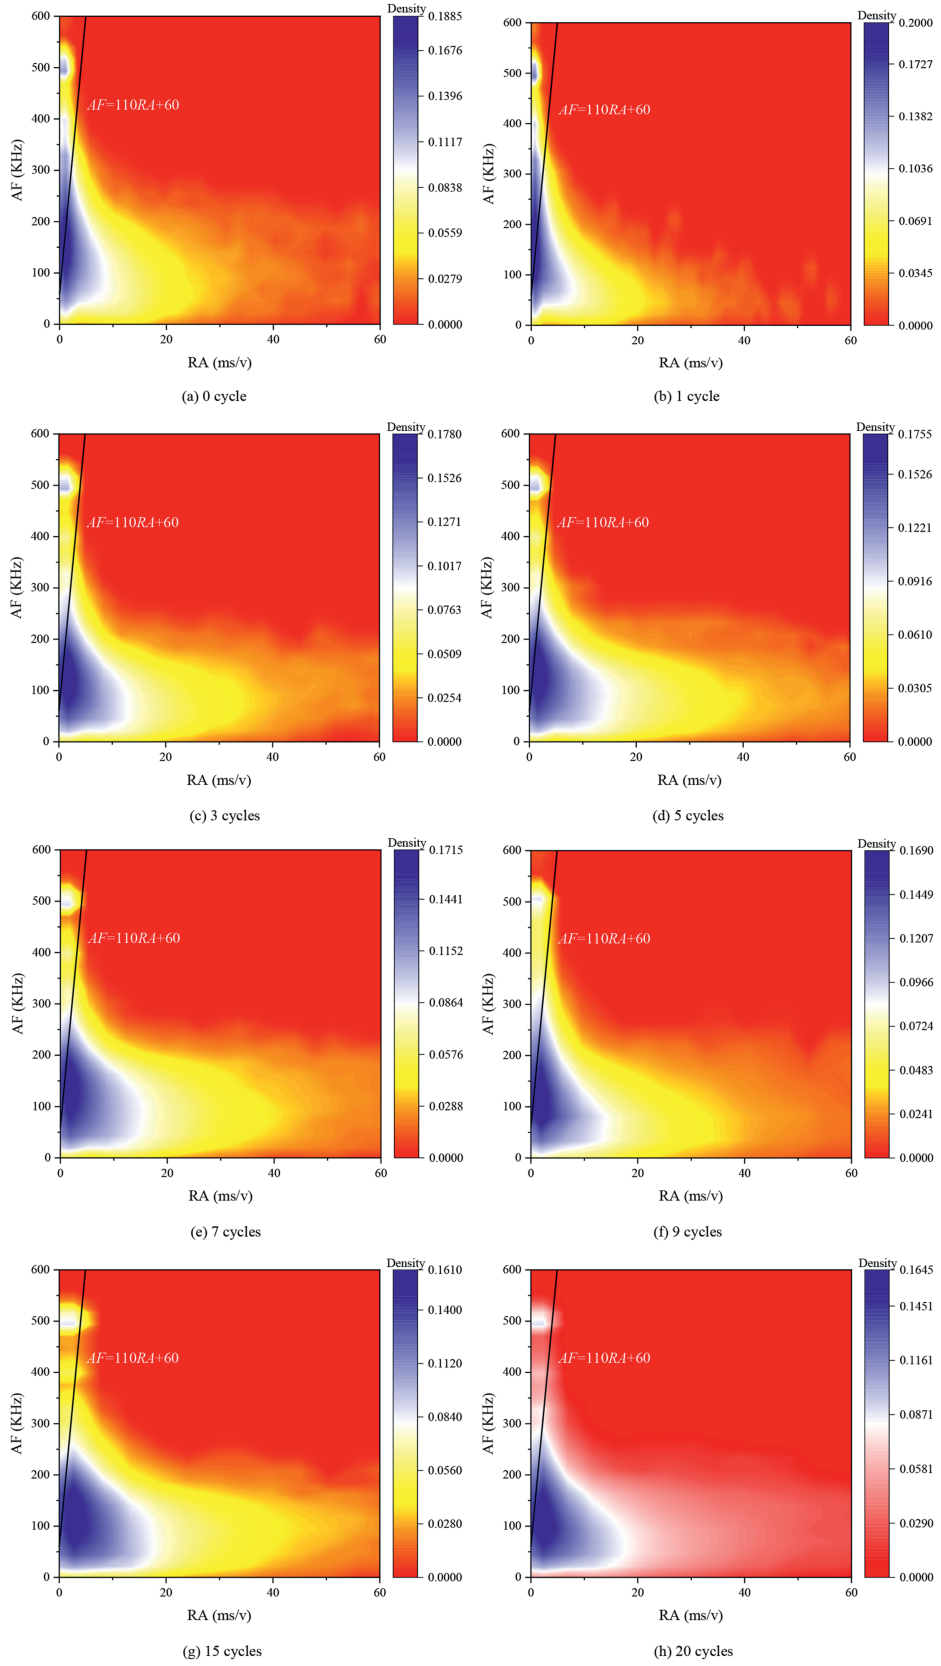 Density
600
500
400
300
200
100
0
AF (KHz)
AF=110RA+60
0.1885
0.1676
0.1396
0.1117
0.0838
0.0559
0.0279
0.0000
0 20 40 60
RA (ms/v)
(a) 0 cycle
Density
600
500
400
300
200
100
0
AF (KHz)
AF=110RA+60
0.2000
0.1727
0.1382
0.1036
0.0691
0.0345
0.0000
0 20 40 60
RA (ms/v)
(b) 1 cycle
Density
600
500
400
300
200
100
0
AF (KHz)
AF=110RA+60
0.1780
0.1526
0.1271
0.1017
0.0763
0.0509
0.0254
0.0000
0 20 40 60
RA (ms/v)
(c) 3 cycles
Density
600
500
400
300
200
100
0
AF (KHz)
AF=110RA+60
0.1755
0.1526
0.1221
0.0916
0.0610
0.0305
0.0000
0 20 40 60
RA (ms/v)
(d) 5 cycles
Density
600
500
400
300
200
100
0
AF (KHz)
AF=110RA+60
0.1715
0.1441
0.1152
0.0864
0.0576
0.0288
0.0000
0 20 40 60
RA (ms/v)
(e) 7 cycles
Density
600
500
400
300
200
100
0
AF (KHz)
AF=110RA+60
0.1690
0.1449
0.1207
0.0966
0.0724
0.0483
0.0241
0.0000
0 20 40 60
RA (ms/v)
(f) 9 cycles
Density
600
500
400
300
200
100
0
AF (KHz)
AF=110RA+60
0.1610
0.1400
0.1120
0.0840
0.0560
0.0280
0.0000
0 20 40 60
RA (ms/v)
(g) 15 cycles
Density
600
500
400
300
200
100
0
AF (KHz)
AF=110RA+60
0.1645
0.1451
0.1161
0.0871
0.0581
0.0290
0.0000
0 20 40 60
RA (ms/v)
(h) 20 cycles